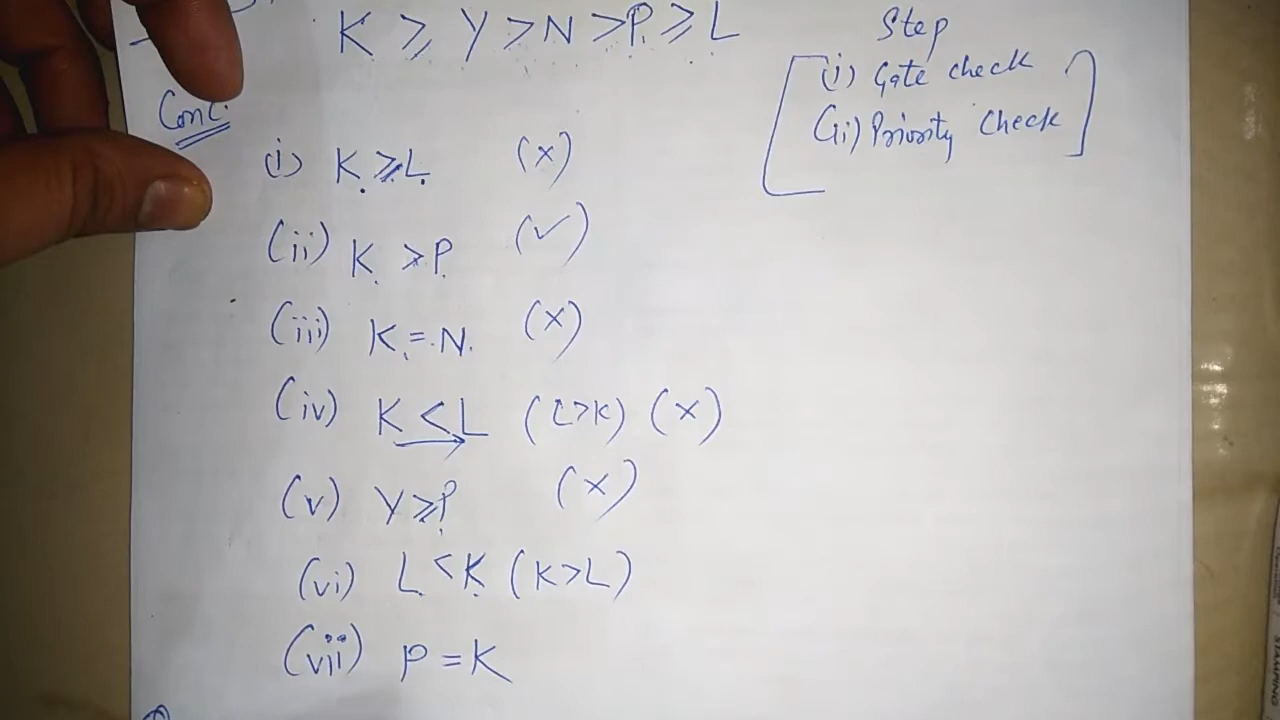 K ⩾ Y > N > P ⩾ L
Step
(i) Gate check
(ii) Priority check
Conc.
(i) K ⩾ L (×)
(ii) K > P (✓)
(iii) K = N (×)
(iv) K < L (L>K) (×)
(v) Y ⩾ P (×)
(vi) L < K (K>L)
(vii) P = K